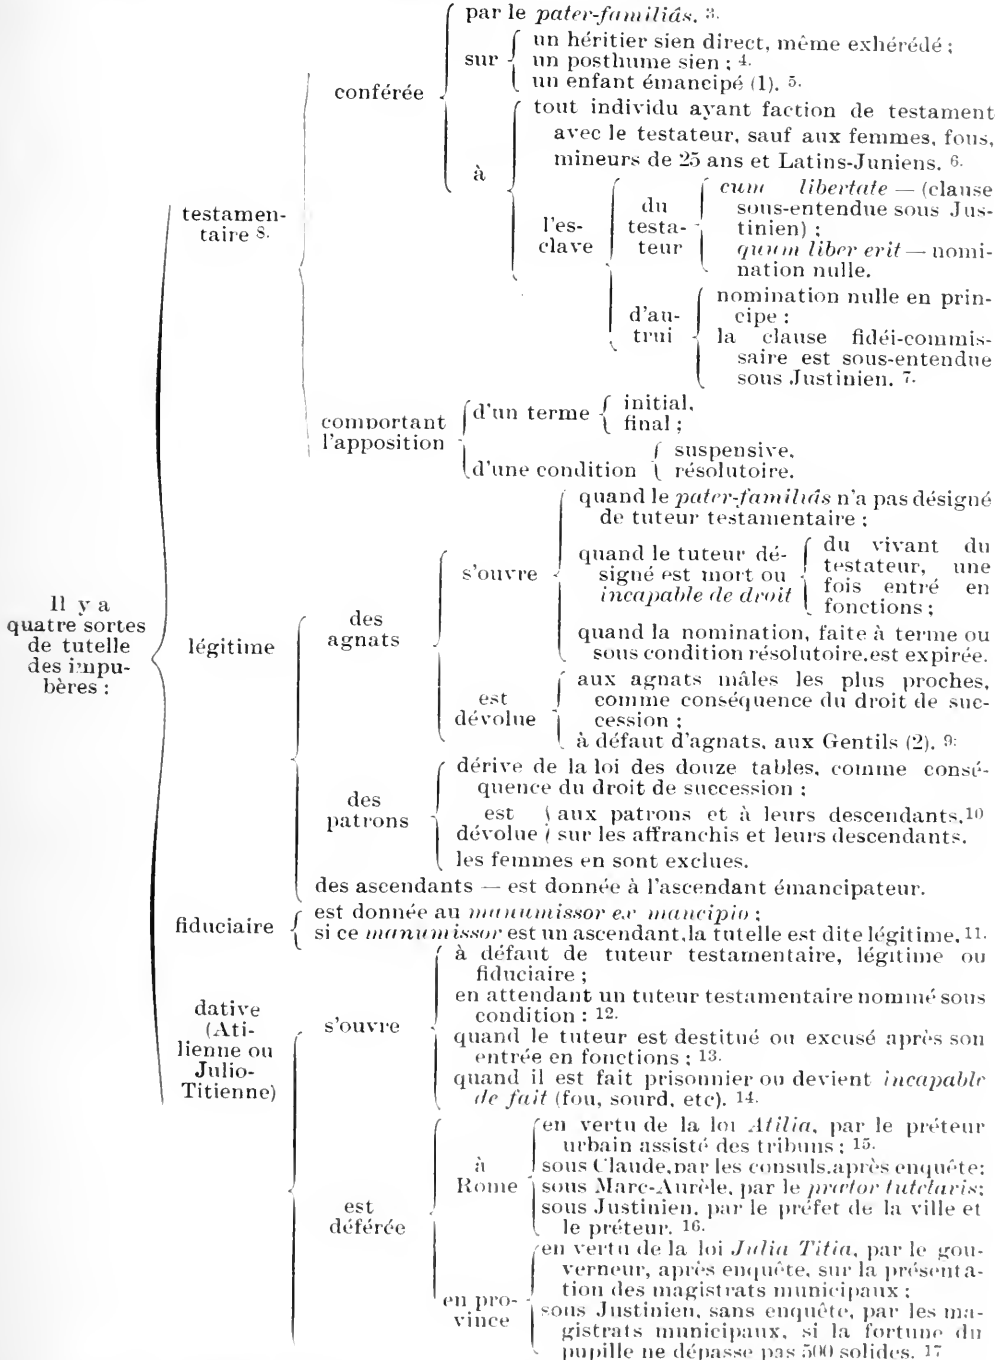 Il y a
quatre sortes
de tutelle
des impu-
bères :
testamen-
taire 8.
conférée
par le pater-familiâs. 3.
sur
un héritier sien direct, même exhérédé ;
un posthume sien ; 4.
un enfant émancipé (1). 5.
à
tout individu ayant faction de testament
avec le testateur, sauf aux femmes, fous,
mineurs de 25 ans et Latins-Juniens. 6.
l'es-
clave
du
testa-
teur
cum libertate — (clause
sous-entendue sous Jus-
tinien) ;
quum liber erit — nomi-
nation nulle.
d'au-
trui
nomination nulle en prin-
cipe ;
la clause fidéi-commis-
saire est sous-entendue
sous Justinien. 7.
comportant
l'apposition
d'un terme
initial,
final ;
d'une condition
suspensive,
résolutoire.
légitime
des
agnats
s'ouvre
quand le pater-familiâs n'a pas désigné
de tuteur testamentaire ;
quand le tuteur dé-
signé est mort ou
incapable de droit
du vivant du
testateur, une
fois entré en
fonctions ;
quand la nomination, faite à terme ou
sous condition résolutoire, est expirée.
est
dévolue
aux agnats mâles les plus proches,
comme conséquence du droit de suc-
cession ;
à défaut d'agnats, aux Gentils (2). 9.
des
patrons
dérive de la loi des douze tables, comme consé-
quence du droit de succession ;
est
dévolue
aux patrons et à leurs descendants. 10
sur les affranchis et leurs descendants.
les femmes en sont exclues.
des ascendants — est donnée à l'ascendant émancipateur.
fiduciaire
est donnée au manumissor ex mancipio ;
si ce manumissor est un ascendant, la tutelle est dite légitime. 11.
dative
(Ati-
lienne ou
Julio-
Titienne)
s'ouvre
à défaut de tuteur testamentaire, légitime ou
fiduciaire ;
en attendant un tuteur testamentaire nommé sous
condition : 12.
quand le tuteur est destitué ou excusé après son
entrée en fonctions ; 13.
quand il est fait prisonnier ou devient incapable
de fait (fou, sourd, etc). 14.
est
déférée
à
Rome
en vertu de la loi Atilia, par le préteur
urbain assisté des tribuns ; 15.
sous Claude, par les consuls, après enquête;
sous Marc-Aurèle, par le prætor tutelaris;
sous Justinien, par le préfet de la ville et
le préteur. 16.
en pro-
vince
en vertu de la loi Julia Titia, par le gou-
verneur, après enquête, sur la présenta-
tion des magistrats municipaux ;
sous Justinien, sans enquête, par les ma-
gistrats municipaux, si la fortune du
pupille ne dépasse pas 500 solides. 17